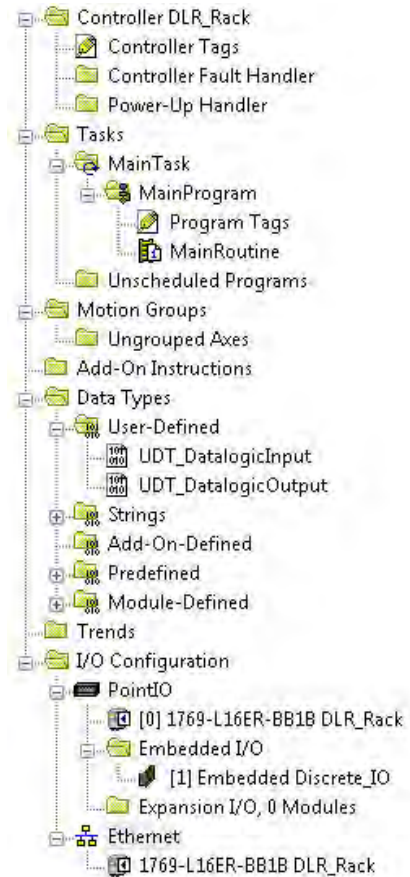 Controller DLR_Rack
Controller Tags
Controller Fault Handler
Power-Up Handler
Tasks
MainTask
MainProgram
Program Tags
MainRoutine
Unscheduled Programs
Motion Groups
Ungrouped Axes
Add-On Instructions
Data Types
User-Defined
UDT_DatalogicInput
UDT_DatalogicOutput
Strings
Add-On-Defined
Predefined
Module-Defined
Trends
I/O Configuration
PointIO
[0] 1769-L16ER-BB1B DLR_Rack
Embedded I/O
[1] Embedded Discrete_IO
Expansion I/O, 0 Modules
Ethernet
1769-L16ER-BB1B DLR_Rack